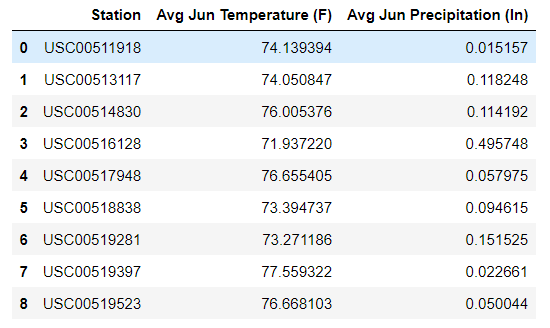 Station Avg Jun Temperature (F) Avg Jun Precipitation (In)
0 USC00511918 74.139394 0.015157
1 USC00513117 74.050847 0.118248
2 USC00514830 76.005376 0.114192
3 USC00516128 71.937220 0.495748
4 USC00517948 76.655405 0.057975
5 USC00518838 73.394737 0.094615
6 USC00519281 73.271186 0.151525
7 USC00519397 77.559322 0.022661
8 USC00519523 76.668103 0.050044